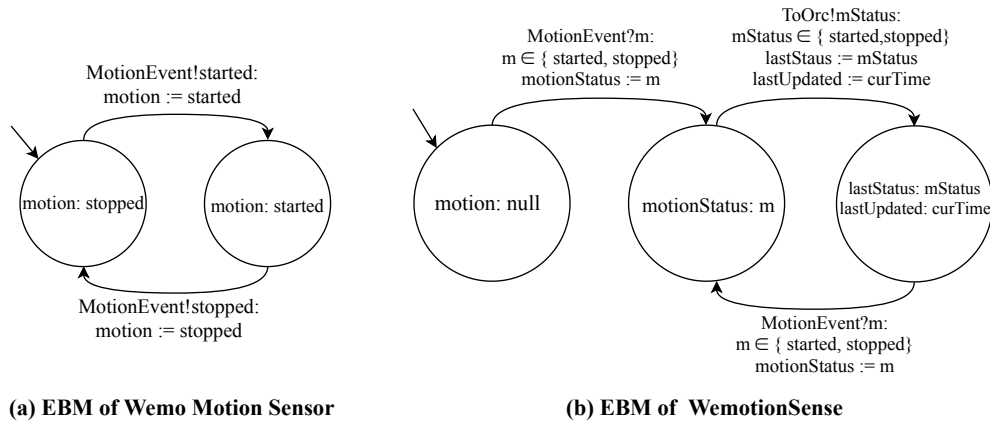 MotionEvent!started:
motion := started
motion: stopped
motion: started
MotionEvent!stopped:
motion := stopped
(a) EBM of Wemo Motion Sensor
MotionEvent?m:
m ∈ { started, stopped}
motionStatus := m
ToOrc!mStatus:
mStatus ∈ { started,stopped}
lastStaus := mStatus
lastUpdated := curTime
motion: null
motionStatus: m
lastStatus: mStatus
lastUpdated: curTime
MotionEvent?m:
m ∈ { started, stopped}
motionStatus := m
(b) EBM of WemotionSense